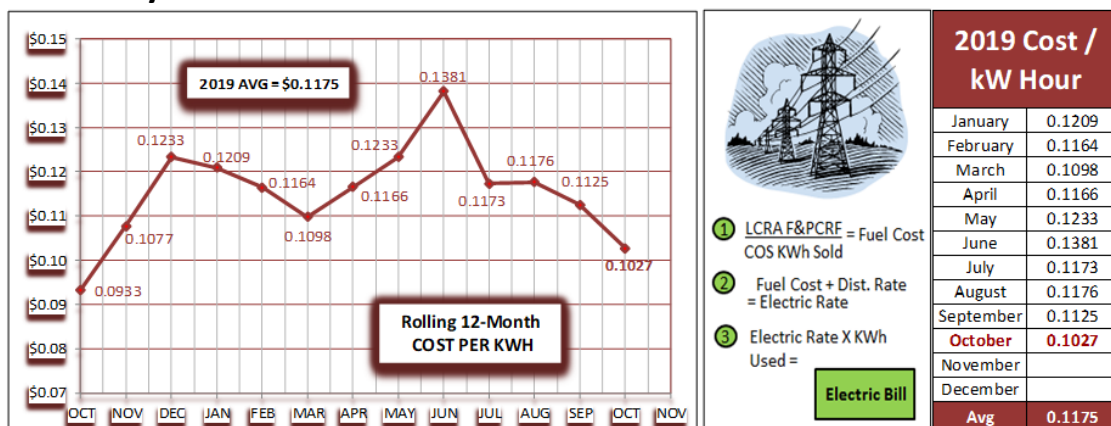 $0.15
$0.14
$0.13
$0.12
$0.11
$0.10
$0.09
$0.08
$0.07
2019 AVG = $0.1175
0.0933
0.1077
0.1233
0.1209
0.1164
0.1098
0.1166
0.1233
0.1381
0.1173
0.1176
0.1125
0.1027
Rolling 12-Month
COST PER KWH
OCT NOV DEC JAN FEB MAR APR MAY JUN JUL AUG SEP OCT NOV
1 LCRA F&PCRF = Fuel Cost
COS KWh Sold
2 Fuel Cost + Dist. Rate
= Electric Rate
3 Electric Rate X KWh
Used =
Electric Bill
2019 Cost /
kW Hour
January 0.1209
February 0.1164
March 0.1098
April 0.1166
May 0.1233
June 0.1381
July 0.1173
August 0.1176
September 0.1125
October 0.1027
November
December
Avg 0.1175